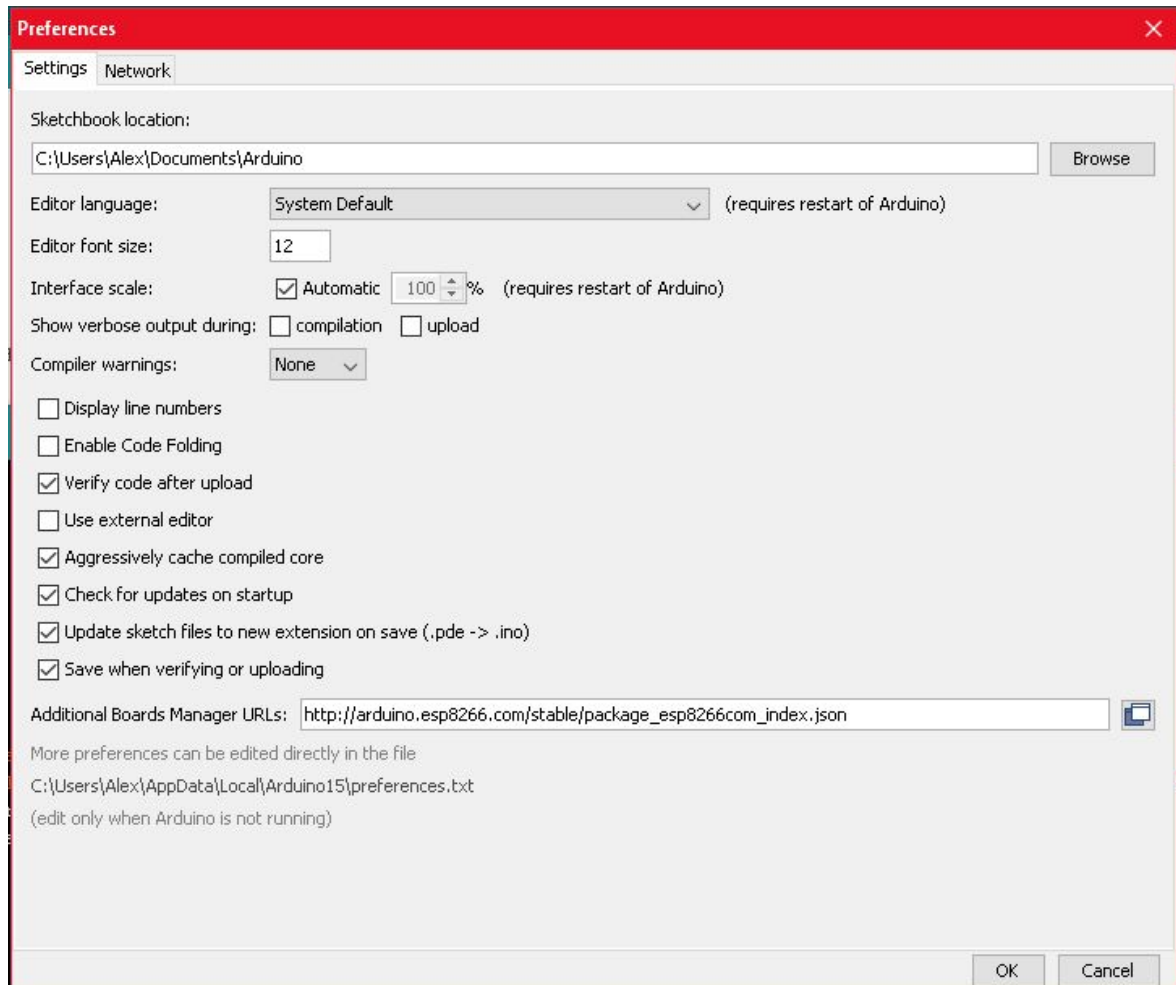 Preferences
Settings Network
Sketchbook location:
C:\Users\Alex\Documents\Arduino Browse
Editor language: System Default (requires restart of Arduino)
Editor font size: 12
Interface scale: Automatic 100 % (requires restart of Arduino)
Show verbose output during: compilation upload
Compiler warnings: None
Display line numbers
Enable Code Folding
Verify code after upload
Use external editor
Aggressively cache compiled core
Check for updates on startup
Update sketch files to new extension on save (.pde -> .ino)
Save when verifying or uploading
Additional Boards Manager URLs: http://arduino.esp8266.com/stable/package_esp8266com_index.json
More preferences can be edited directly in the file
C:\Users\Alex\AppData\Local\Arduino15\preferences.txt
(edit only when Arduino is not running)
OK Cancel